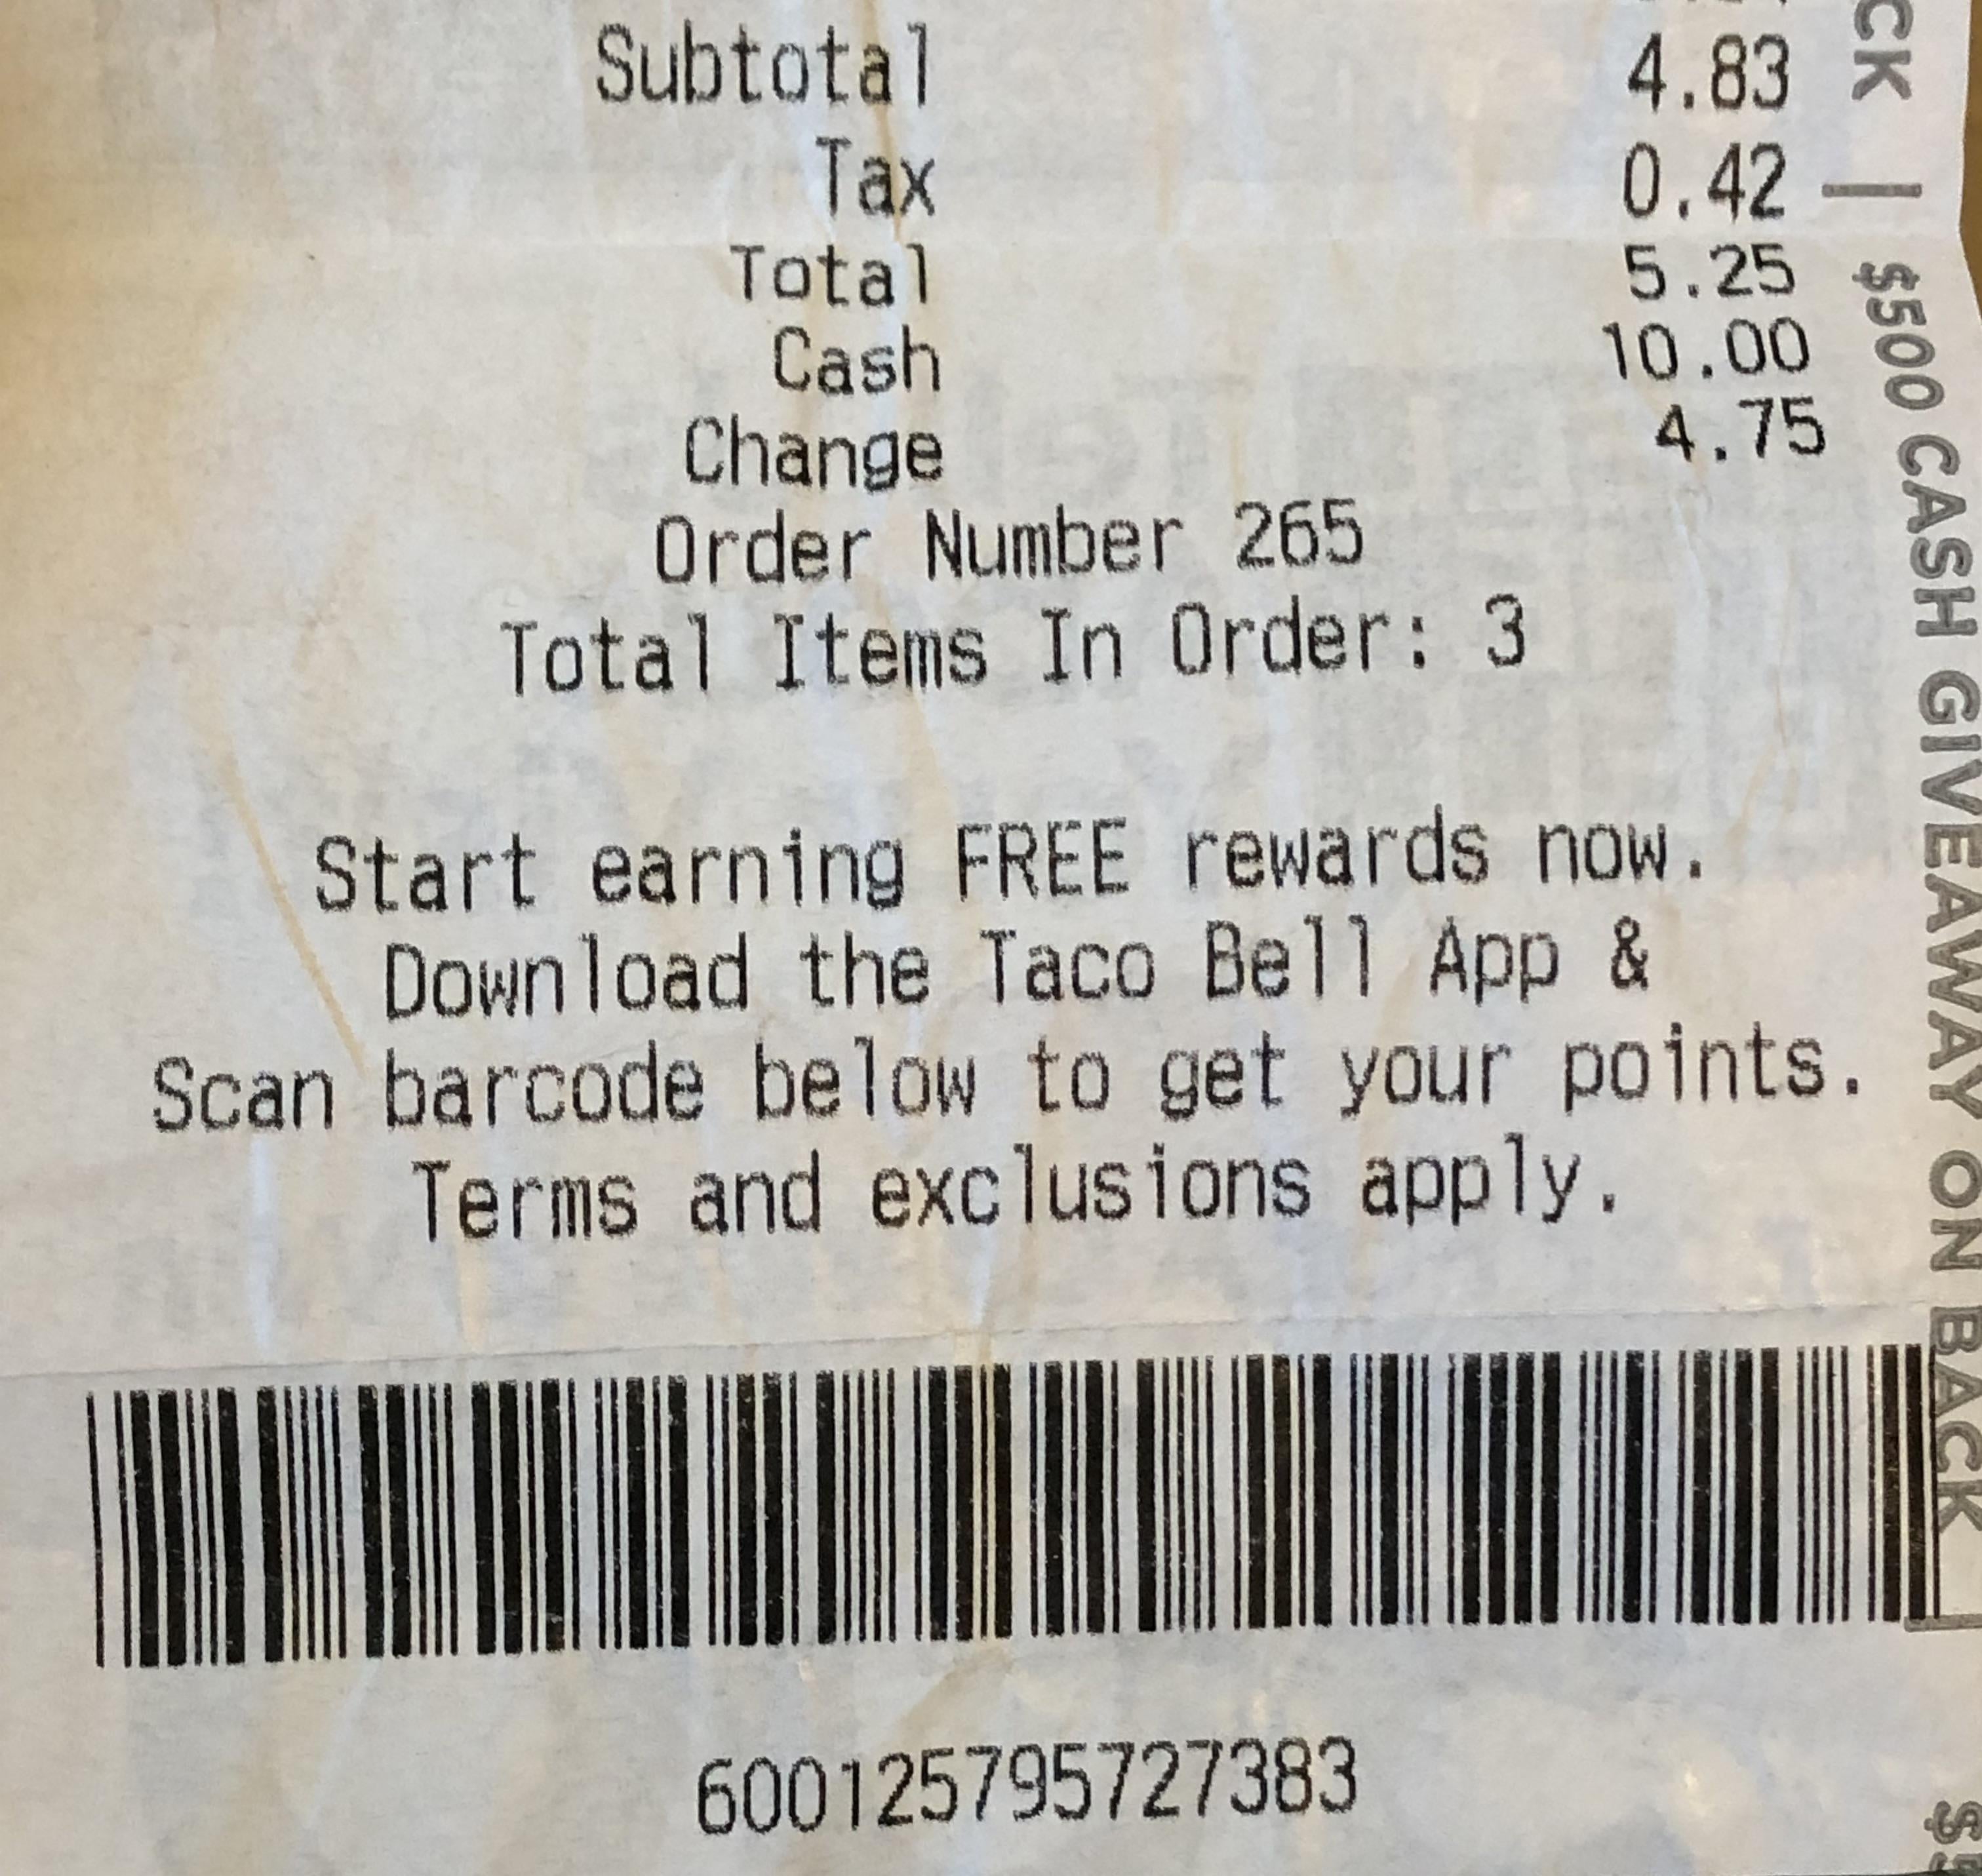 Subtotal 4.83
Tax 0.42
Total 5.25
Cash 10.00
Change 4.75
Order Number 265
Total Items In Order: 3
Start earning FREE rewards now.
Download the Taco Bell App &
Scan barcode below to get your points.
Terms and exclusions apply.
600125795727383
CK | $500 CASH GIVEAWAY ON BACK |